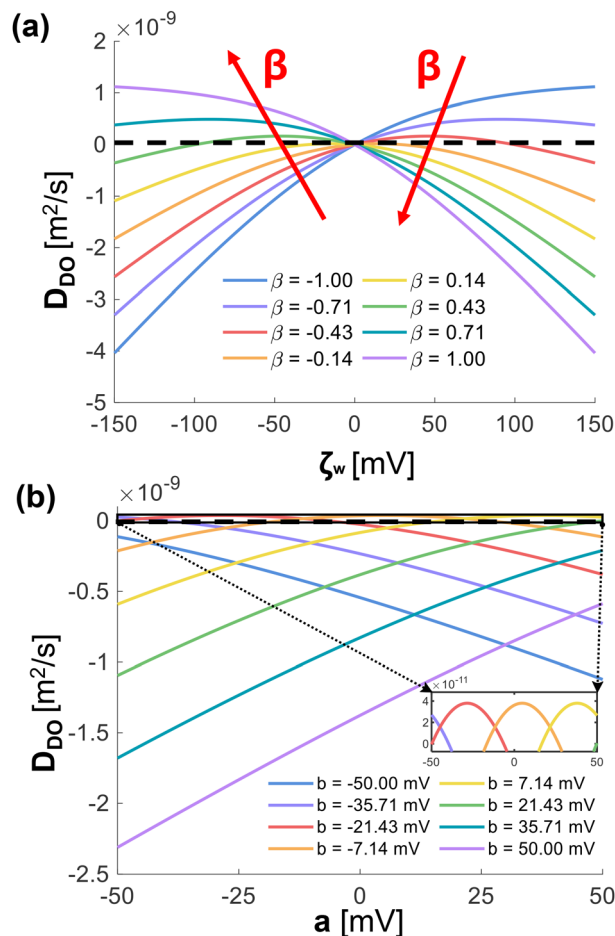 (a)
×10⁻⁹
β β
2
1
0
-1
-2
-3
-4
-5
D_DO [m²/s]
β = -1.00 β = 0.14
β = -0.71 β = 0.43
β = -0.43 β = 0.71
β = -0.14 β = 1.00
-150 -100 -50 0 50 100 150
ζ_w [mV]
(b)
×10⁻⁹
0
-0.5
-1
-1.5
-2
-2.5
D_DO [m²/s]
×10⁻¹¹
4
2
0
-50 0 50
b = -50.00 mV b = 7.14 mV
b = -35.71 mV b = 21.43 mV
b = -21.43 mV b = 35.71 mV
b = -7.14 mV b = 50.00 mV
-50 -25 0 25 50
a [mV]